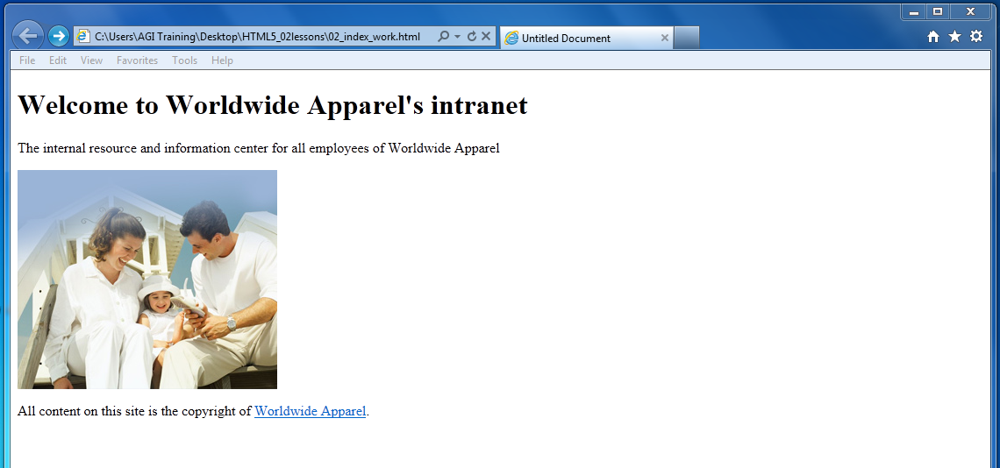 C:\Users\AGI Training\Desktop\HTML5_02lessons\02_index_work.html
Untitled Document
File Edit View Favorites Tools Help
Welcome to Worldwide Apparel's intranet
The internal resource and information center for all employees of Worldwide Apparel
All content on this site is the copyright of Worldwide Apparel.